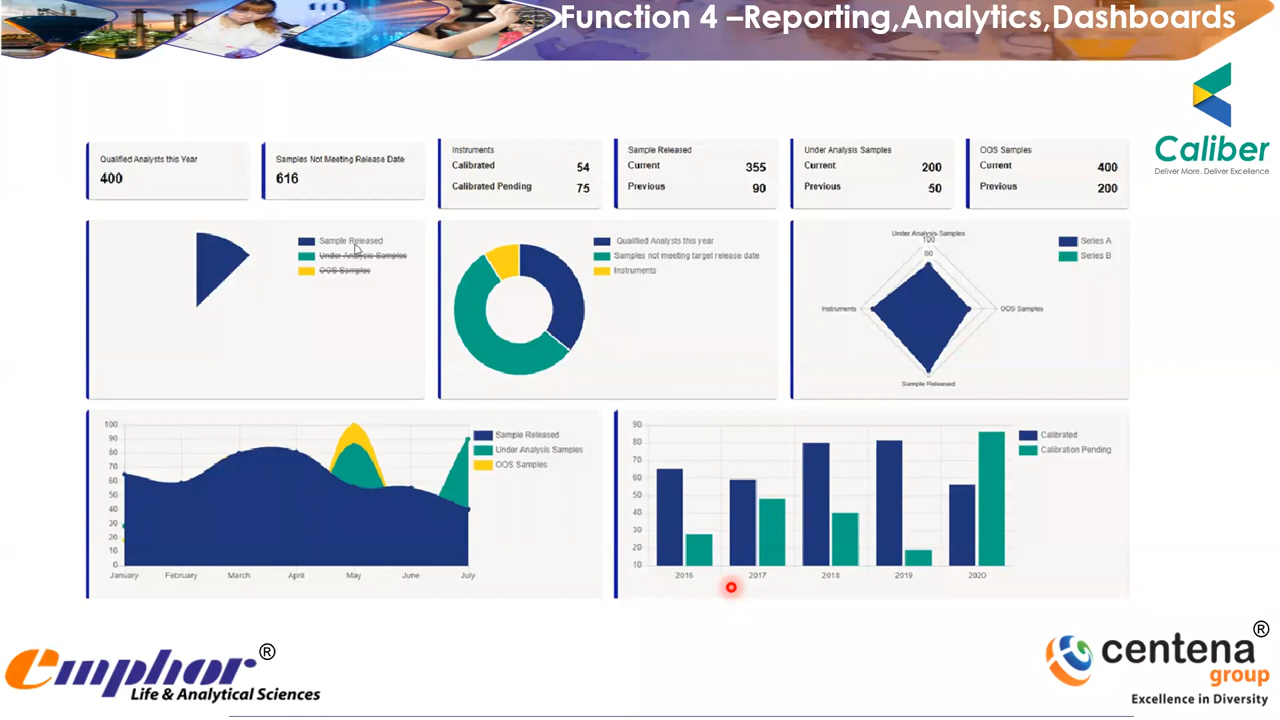 Function 4 –Reporting,Analytics,Dashboards
Caliber
Deliver More. Deliver Excellence
Qualified Analysts this Year
400
Samples Not Meeting Release Date
616
Instruments
Calibrated 54
Calibrated Pending 75
Sample Released
Current 355
Previous 90
Under Analysis Samples
Current 200
Previous 50
OOS Samples
Current 400
Previous 200
Sample Released
Under Analysis Samples
OOS Samples
Qualified Analysts this year
Samples not meeting target release date
Instruments
Under Analysis Samples
100
80
Instruments
OOS Samples
Sample Released
Series A
Series B
100
90
80
70
60
50
40
30
20
10
0
January February March April May June July
Sample Released
Under Analysis Samples
OOS Samples
90
80
70
60
50
40
30
20
10
2016 2017 2018 2019 2020
Calibrated
Calibration Pending
Emphor®
Life & Analytical Sciences
centena®
group
Excellence in Diversity